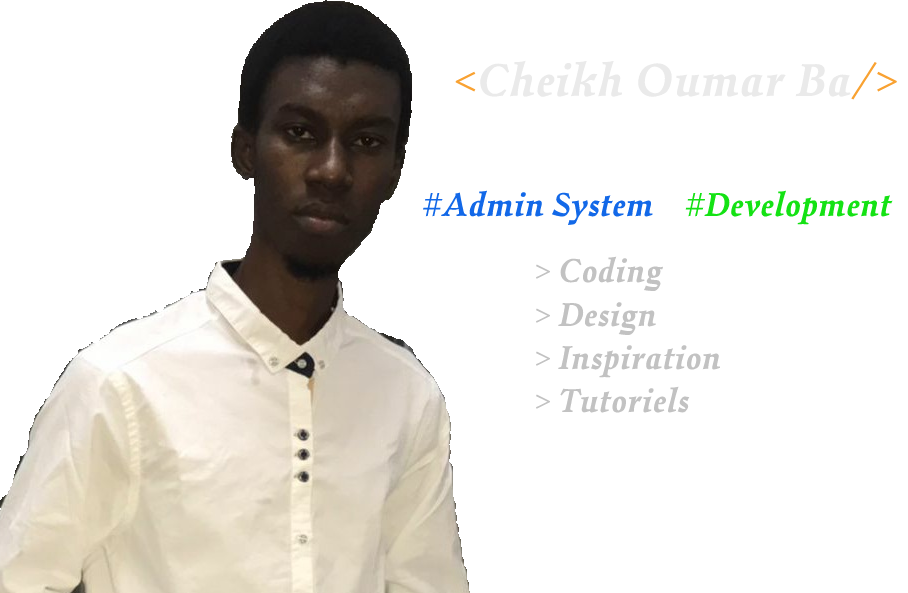 <Cheikh Oumar Ba/>
#Admin System #Development
> Coding
> Design
> Inspiration
> Tutoriels